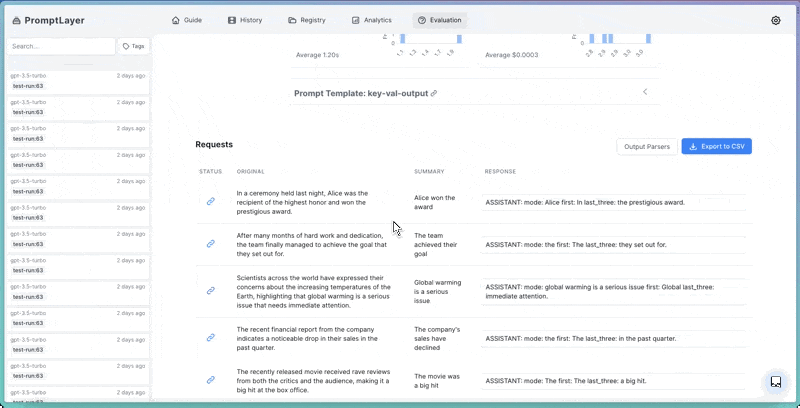 PromptLayer
Guide
History
Registry
Analytics
Evaluation
Search...
Tags
gpt-3.5-turbo 2 days ago
test-run:63
gpt-3.5-turbo 2 days ago
test-run:63
gpt-3.5-turbo 2 days ago
test-run:63
gpt-3.5-turbo 2 days ago
test-run:63
gpt-3.5-turbo 2 days ago
test-run:63
gpt-3.5-turbo 2 days ago
test-run:63
gpt-3.5-turbo 2 days ago
test-run:63
gpt-3.5-turbo 2 days ago
test-run:63
gpt-3.5-turbo 2 days ago
test-run:63
gpt-3.5-turbo 2 days ago
test-run:63
gpt-3.5-turbo 2 days ago
test-run:63
gpt-3.5-turbo 2 days ago
test-run:63
gpt-3.5-turbo 2 days ago
1.1 1.2 1.4 1.7 1.9
Average 1.20s
Average $0.0003
Prompt Template: key-val-output
Requests
Output Parsers
Export to CSV
STATUS ORIGINAL SUMMARY RESPONSE
In a ceremony held last night, Alice was the
recipient of the highest honor and won the
prestigious award.
Alice won the
award
ASSISTANT: mode: Alice first: In last_three: the prestigious award.
After many months of hard work and dedication,
the team finally managed to achieve the goal that
they set out for.
The team
achieved their
goal
ASSISTANT: mode: the first: The last_three: they set out for.
Scientists across the world have expressed their
concerns about the increasing temperatures of the
Earth, highlighting that global warming is a serious
issue that needs immediate attention.
Global warming
is a serious
issue
ASSISTANT: mode: global warming is a serious issue first: Global last_three:
immediate attention.
The recent financial report from the company
indicates a noticeable drop in their sales in the
past quarter.
The company's
sales have
declined
ASSISTANT: mode: the first: The last_three: in the past quarter.
The recently released movie received rave reviews
from both the critics and the audience, making it a
big hit at the box office.
The movie was
a big hit
ASSISTANT: mode: The first: The last_three: a big hit.